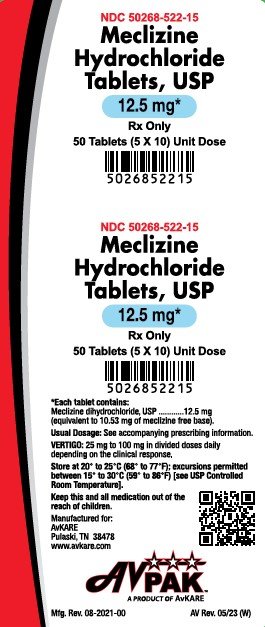 NDC 50268-522-15
Meclizine
Hydrochloride
Tablets, USP
12.5 mg*
Rx Only
50 Tablets (5 X 10) Unit Dose
5026852215
NDC 50268-522-15
Meclizine
Hydrochloride
Tablets, USP
12.5 mg*
Rx Only
50 Tablets (5 X 10) Unit Dose
5026852215
*Each tablet contains:
Meclizine dihydrochloride, USP ............12.5 mg
(equivalent to 10.53 mg of meclizine free base).
Usual Dosage: See accompanying prescribing information.
VERTIGO: 25 mg to 100 mg in divided doses daily
depending on the clinical response.
Store at 20° to 25°C (68° to 77°F); excursions permitted
between 15° to 30°C (59° to 86°F) [see USP Controlled
Room Temperature].
Keep this and all medication out of the
reach of children.
Manufactured for:
AvKARE
Pulaski, TN 38478
www.avkare.com
AVPAK™
A PRODUCT OF AvKARE
Mfg. Rev. 08-2021-00 AV Rev. 05/23 (W)